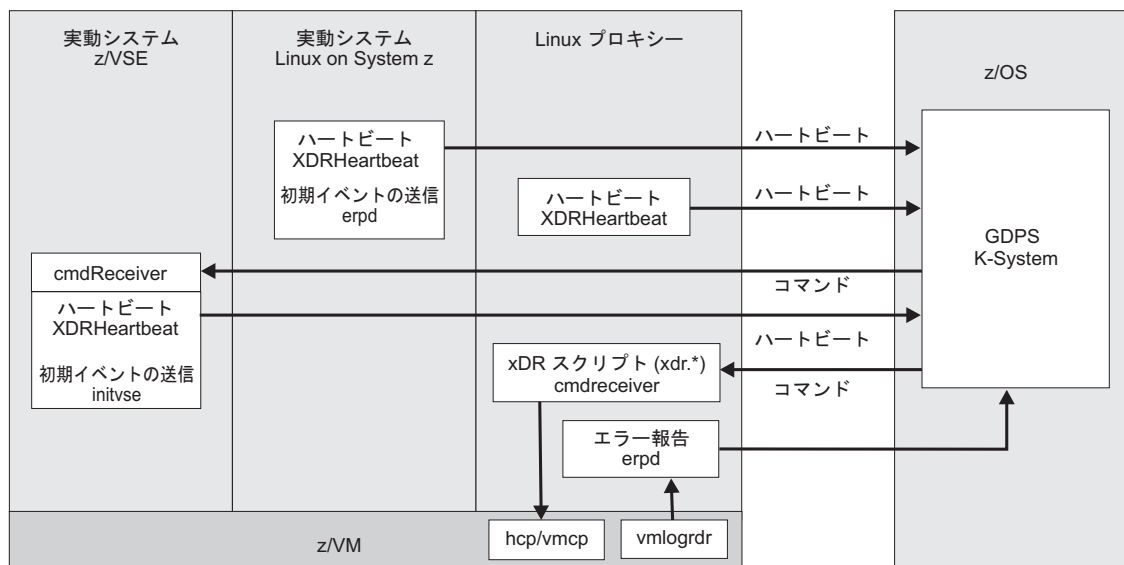 実動システム
z/VSE
実動システム
Linux on System z
Linux プロキシー
z/OS
ハートビート
XDRHeartbeat
初期イベントの送信
erpd
ハートビート
ハートビート
XDRHeartbeat
ハートビート
GDPS
K-System
cmdReceiver
コマンド
ハートビート
XDRHeartbeat
初期イベントの送信
initvse
ハートビート
xDR スクリプト (xdr.*)
cmdreceiver
コマンド
エラー報告
erpd
z/VM
hcp/vmcp
vmlogrdr